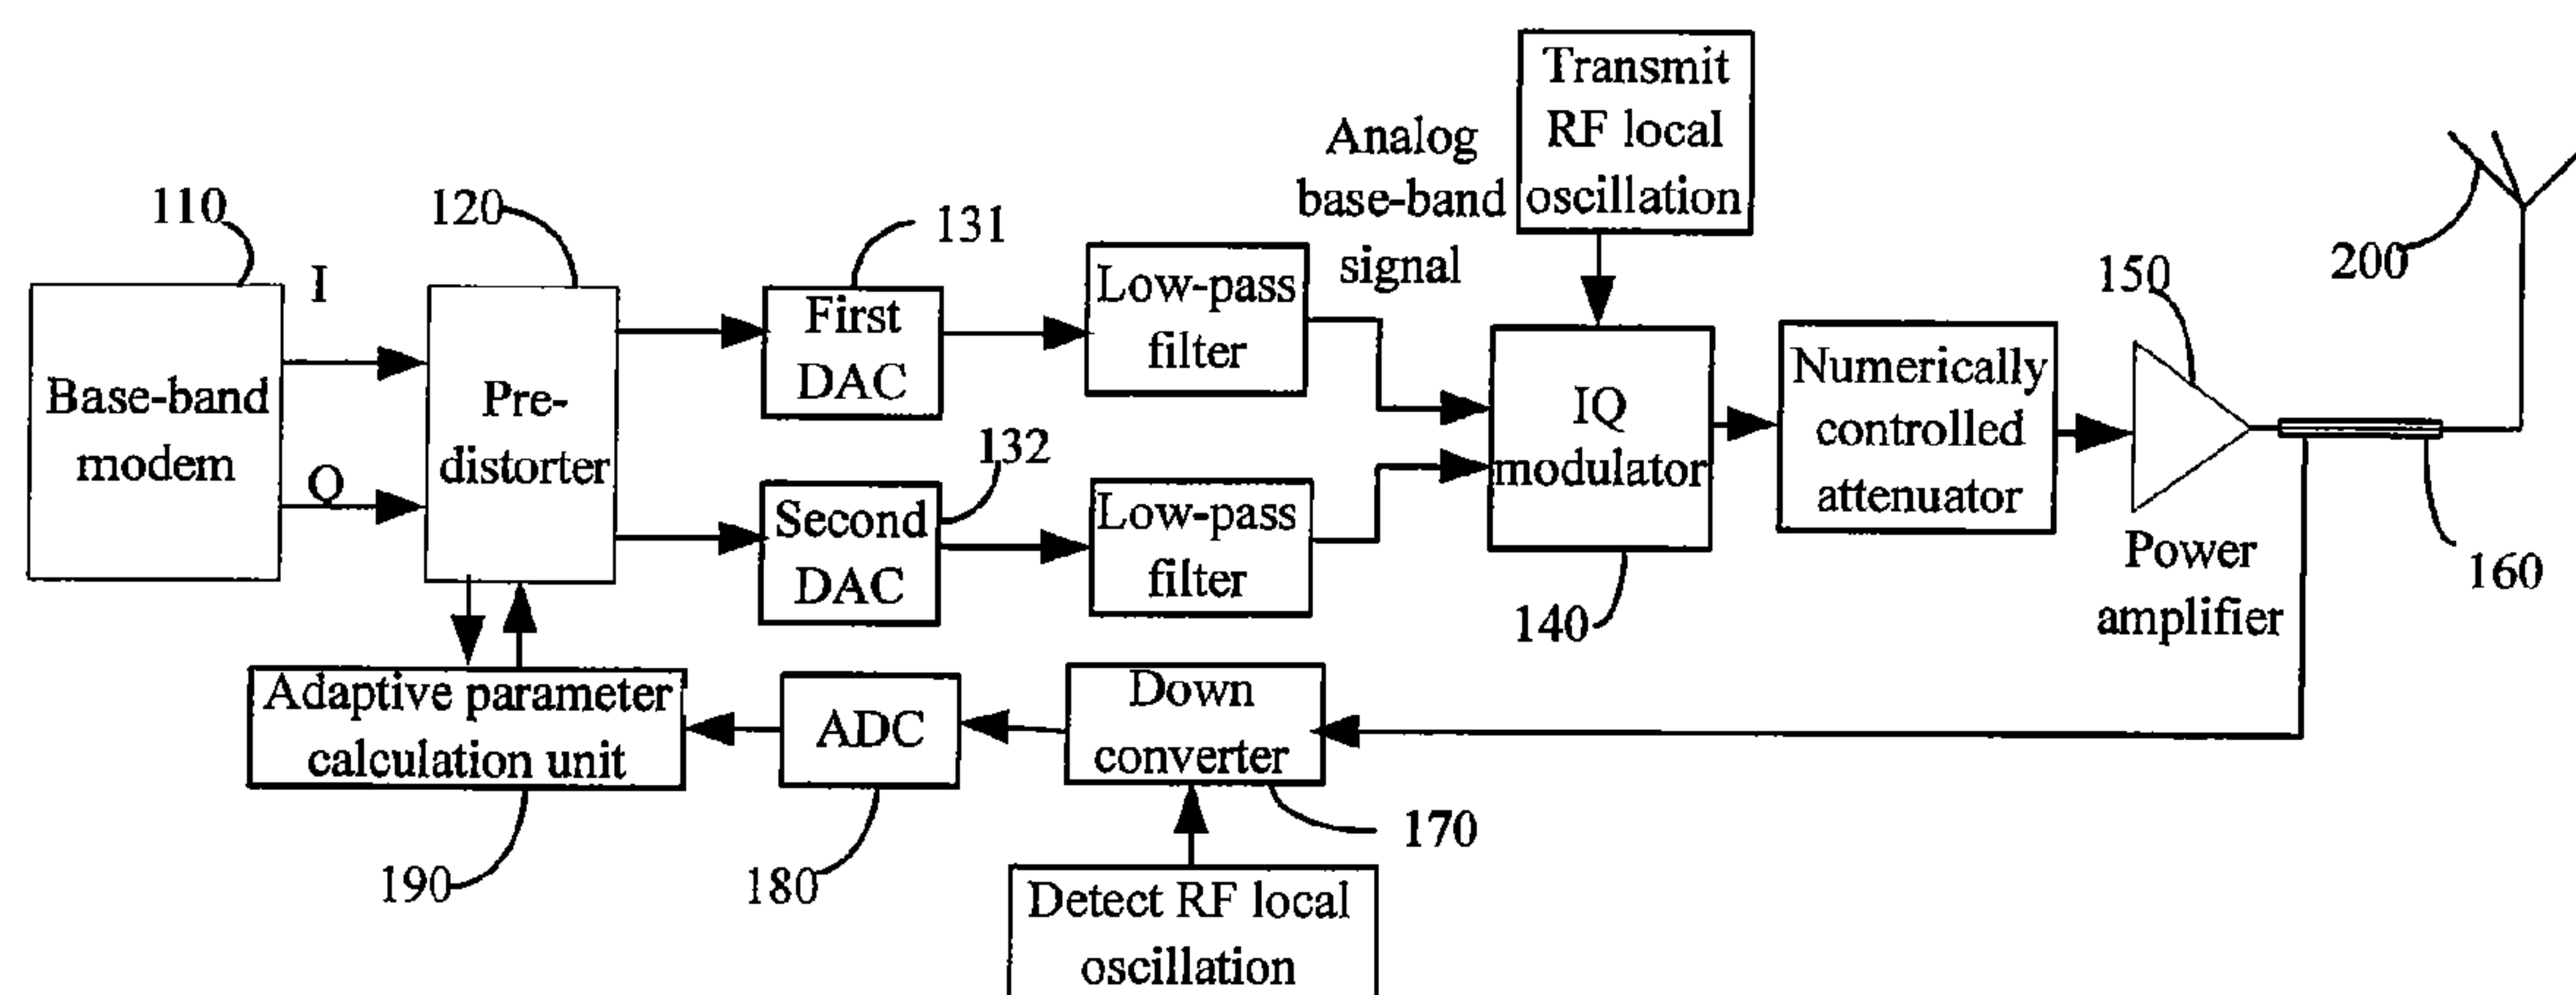 Transmit
RF local
oscillation
Analog
base-band
signal
110
120
131
200
150
I
Q
Base-band
modem
Pre-
distorter
First
DAC
Low-pass
filter
132
Second
DAC
Low-pass
filter
IQ
modulator
Numerically
controlled
attenuator
Power
amplifier
160
140
Adaptive parameter
calculation unit
ADC
Down
converter
190
180
170
Detect RF local
oscillation